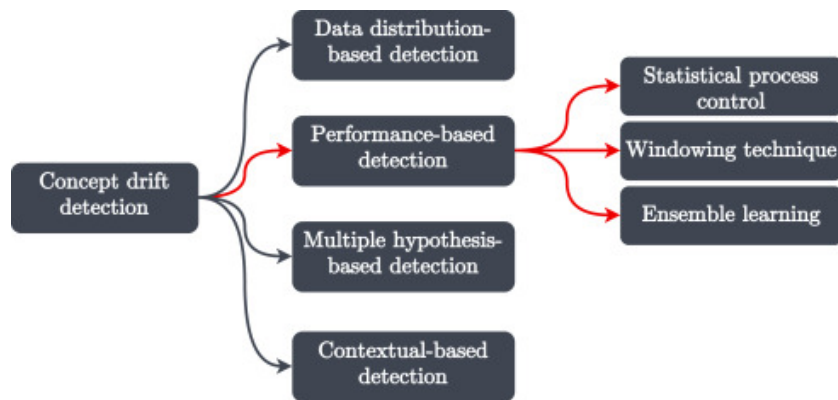 Concept drift
detection
Data distribution-
based detection
Performance-based
detection
Multiple hypothesis-
based detection
Contextual-based
detection
Statistical process
control
Windowing technique
Ensemble learning